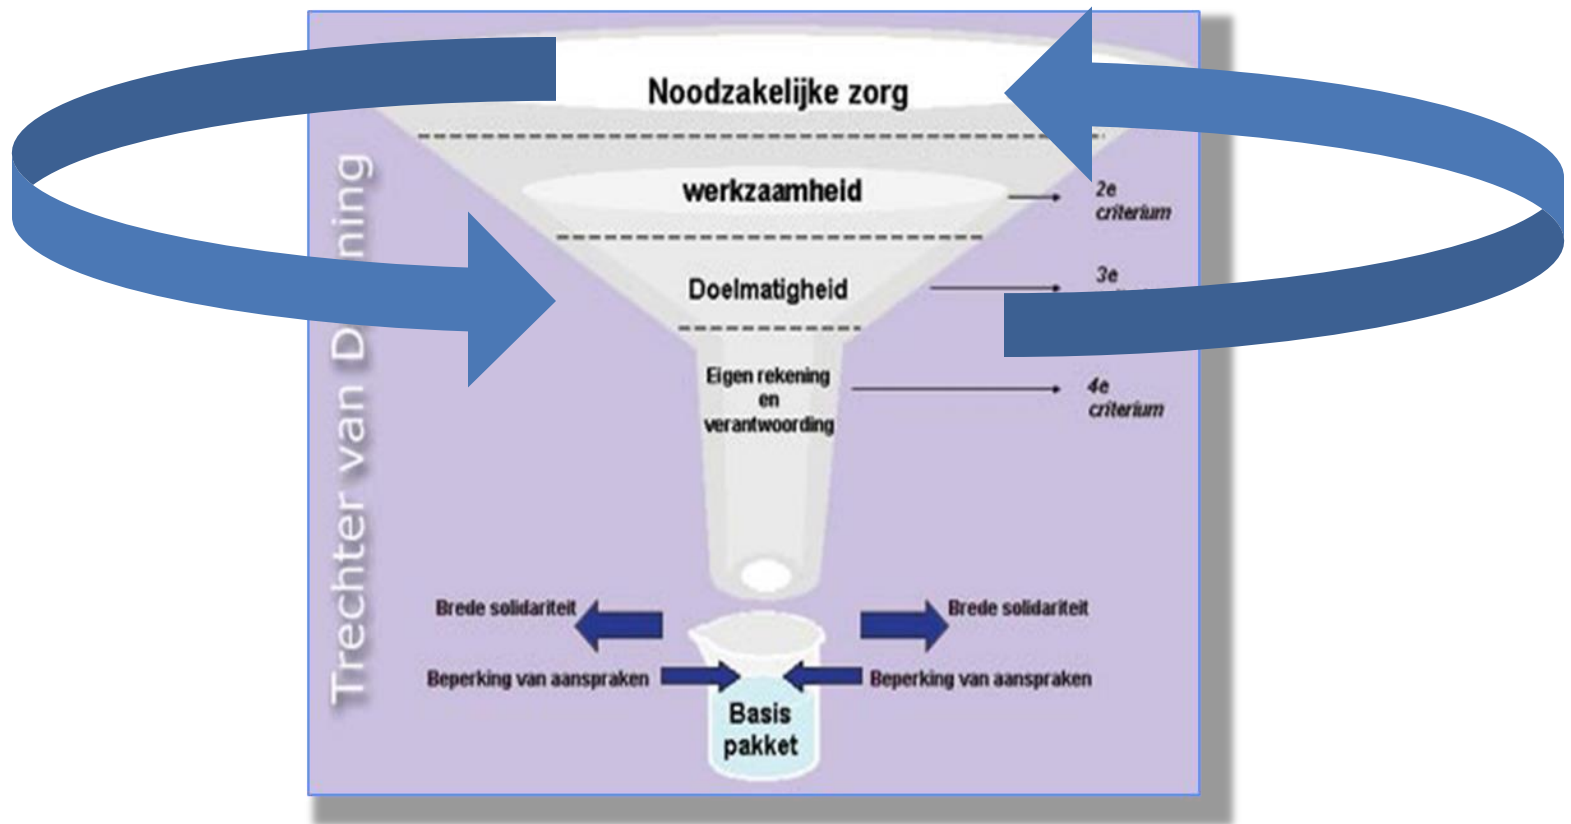 Noodzakelijke zorg
werkzaamheid
2e
criterium
Doelmatigheid
3e
Eigen rekening
en
verantwoording
4e
criterium
Trechter van
Brede solidariteit
Brede solidariteit
Beperking van aanspraken
Beperking van aanspraken
Basis
pakket